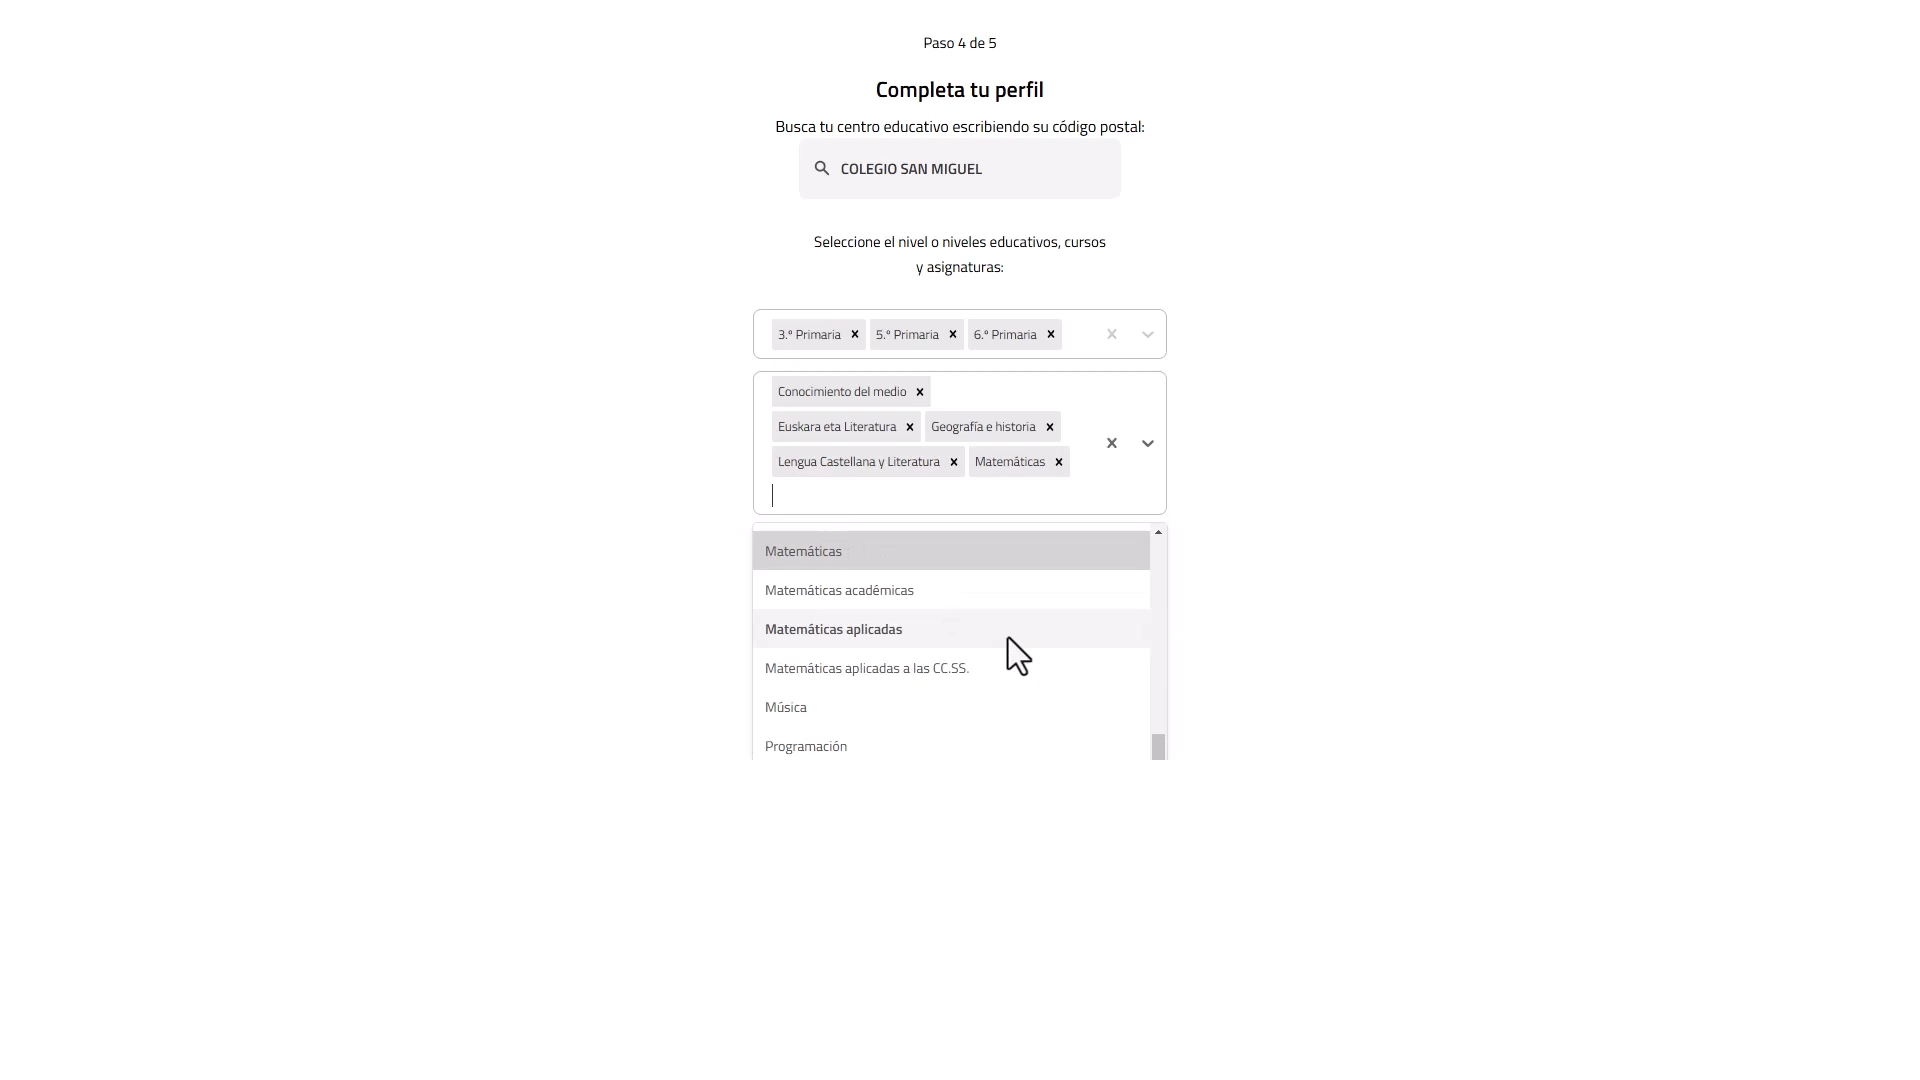 Paso 4 de 5
Completa tu perfil
Busca tu centro educativo escribiendo su código postal:
COLEGIO SAN MIGUEL
Seleccione el nivel o niveles educativos, cursos
y asignaturas:
3.º Primaria 5.º Primaria 6.º Primaria
Conocimiento del medio
Euskara eta Literatura Geografía e historia
Lengua Castellana y Literatura Matemáticas
Matemáticas
Matemáticas académicas
Matemáticas aplicadas
Matemáticas aplicadas a las CC.SS.
Música
Programación